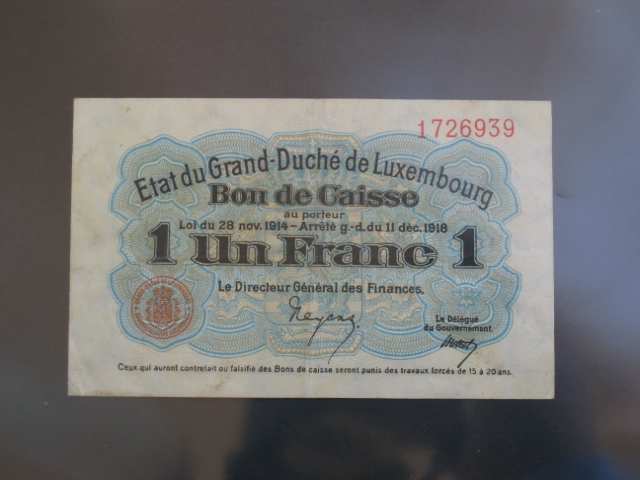 1726939
Etat du Grand-Duché de Luxembourg
Bon de Caisse
au porteur
Loi du 28 nov. 1914 – Arrêté g.-d. du 11 déc. 1918
1 Un Franc 1
Le Directeur Général des Finances.
Le Délégué
du Gouvernement.
Ceux qui auront contrefait ou falsifié des Bons de caisse seront punis des travaux forcés de 15 à 20 ans.